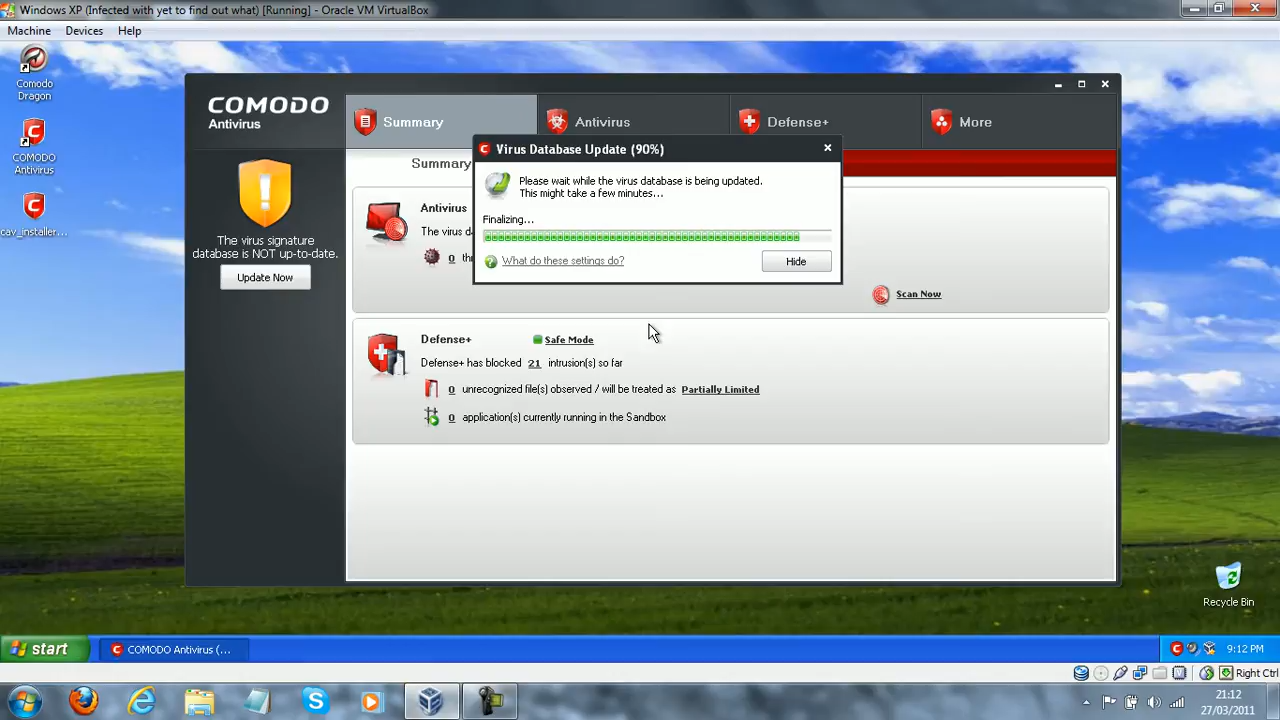 Windows XP (Infected with yet to find out what) [Running] - Oracle VM VirtualBox
Machine Devices Help
Comodo
Dragon
COMODO
Antivirus
cav_installer...
COMODO
Antivirus
Summary
Antivirus
Defense+
More
The virus signature
database is NOT up-to-date.
Update Now
Summary
Virus Database Update (90%)
Please wait while the virus database is being updated.
This might take a few minutes...
Finalizing...
What do these settings do?
Hide
Antivirus
The virus d
0 thr
Scan Now
Defense+ Safe Mode
Defense+ has blocked 21 intrusion(s) so far
0 unrecognized file(s) observed / will be treated as Partially Limited
0 application(s) currently running in the Sandbox
Recycle Bin
start
COMODO Antivirus (...
9:12 PM
Right Ctrl
21:12
27/03/2011